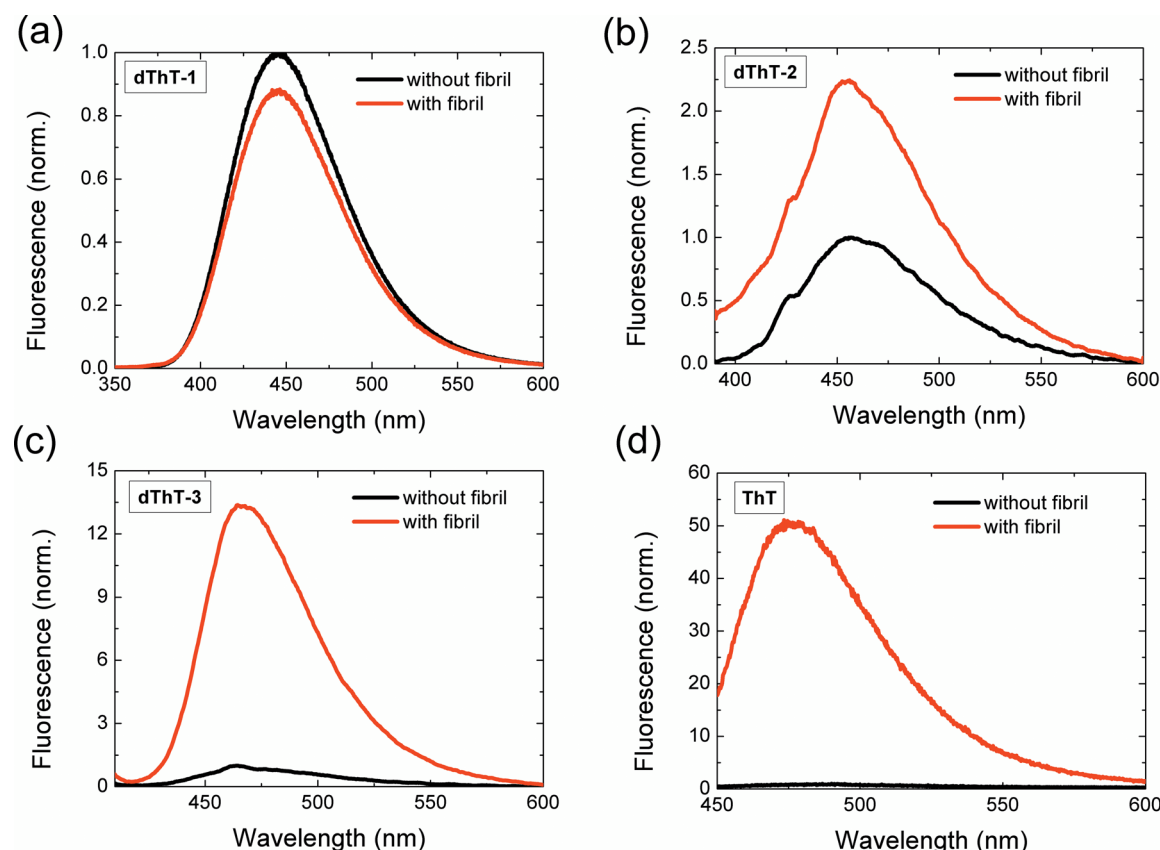 (a)
dThT-1
without fibril
with fibril
1.0
0.8
0.6
0.4
0.2
0.0
Fluorescence (norm.)
350 400 450 500 550 600
Wavelength (nm)
(b)
dThT-2
without fibril
with fibril
2.5
2.0
1.5
1.0
0.5
0.0
Fluorescence (norm.)
400 450 500 550 600
Wavelength (nm)
(c)
dThT-3
without fibril
with fibril
15
12
9
6
3
0
Fluorescence (norm.)
450 500 550 600
Wavelength (nm)
(d)
ThT
without fibril
with fibril
60
50
40
30
20
10
0
Fluorescence (norm.)
450 500 550 600
Wavelength (nm)